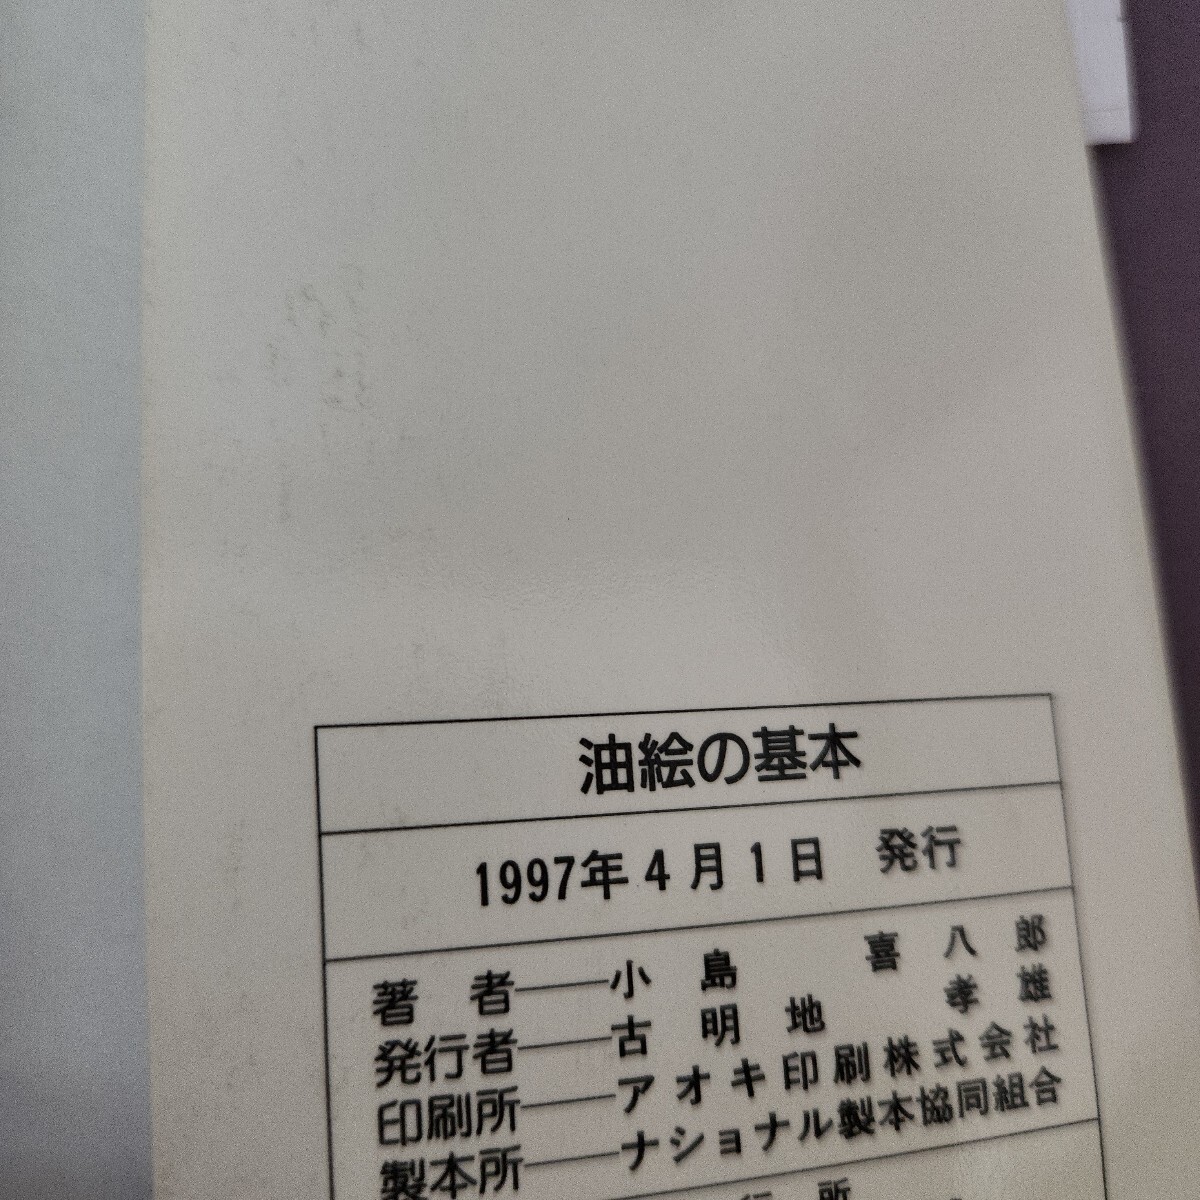 油絵の基本
1997年4月1日 発行
著者――小島 喜八郎
発行者――古明地 孝雄
印刷所――アオキ印刷株式会社
製本所――ナショナル製本協同組合
行所